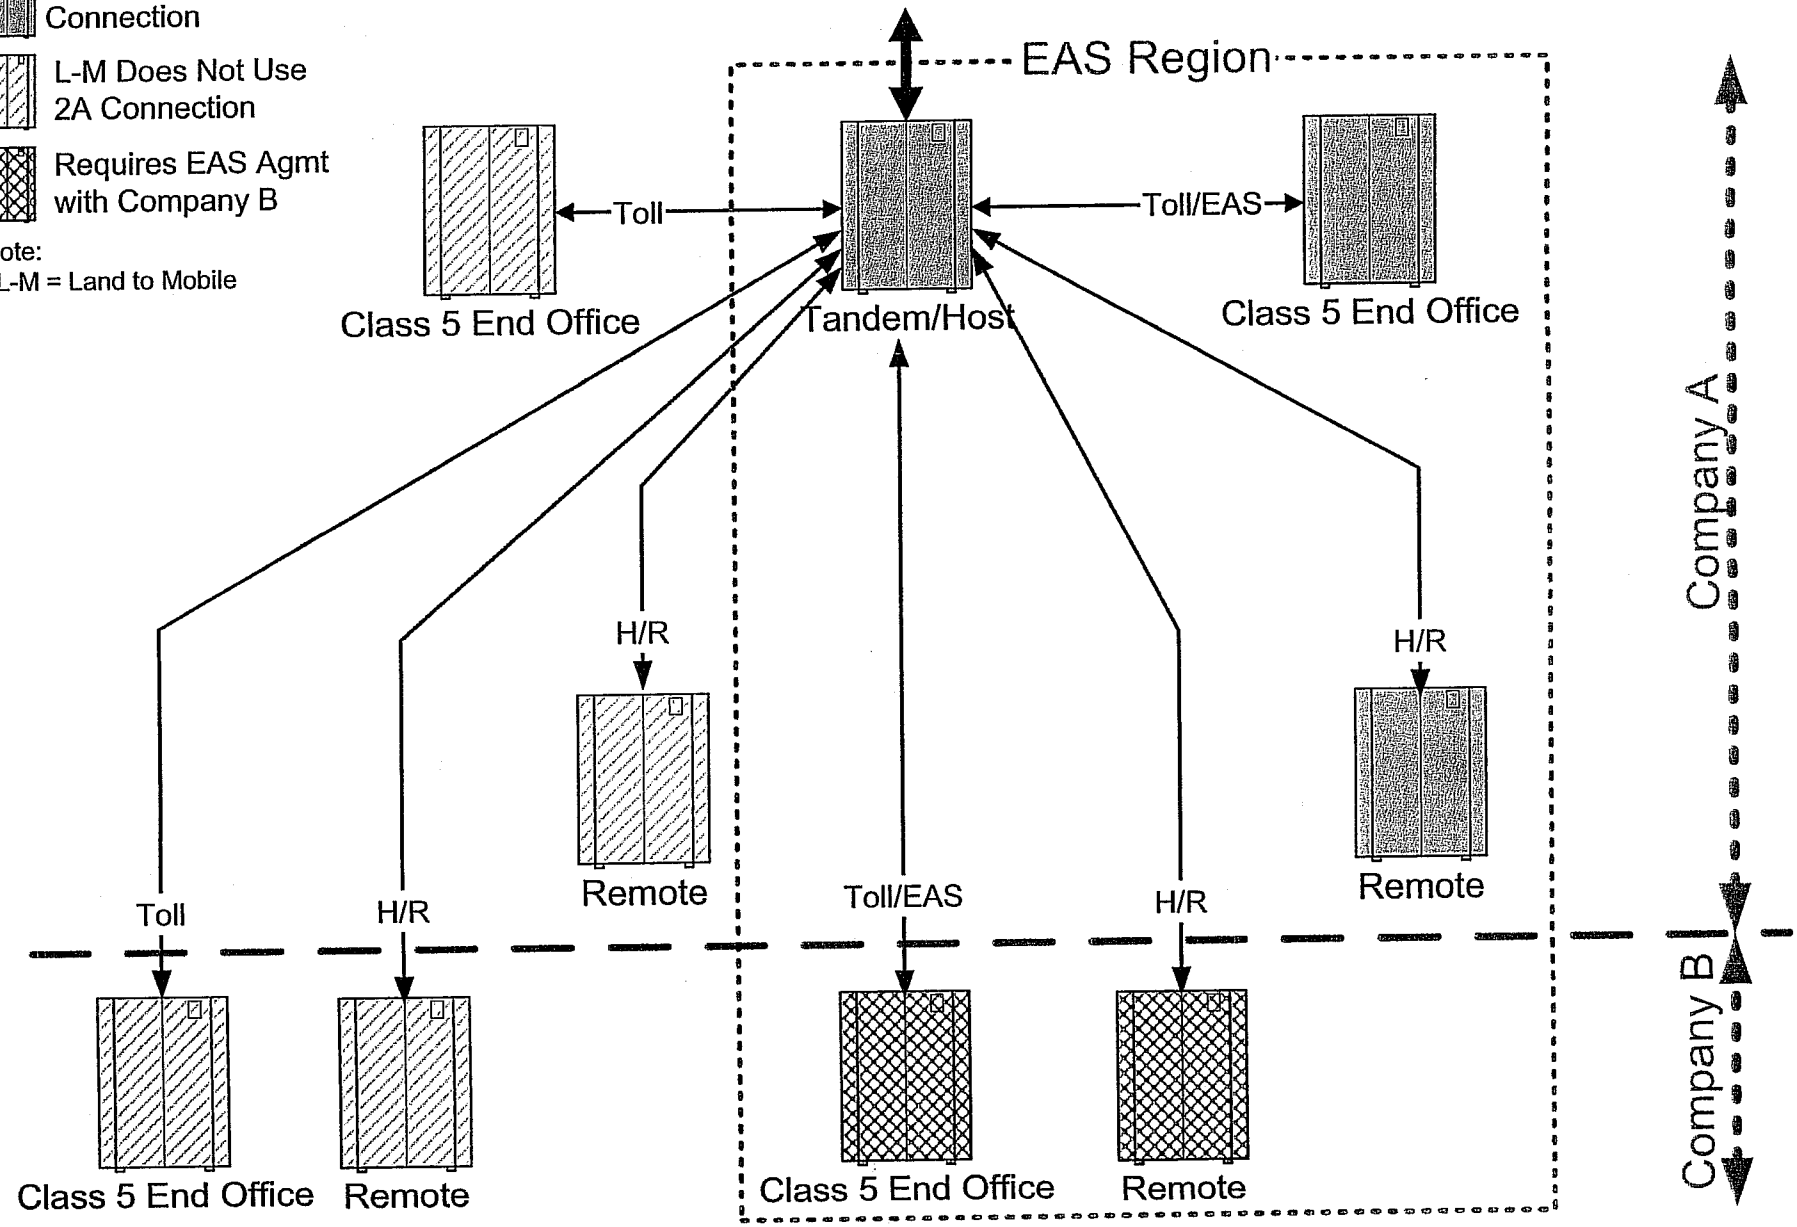 Connection
EAS Region
L-M Does Not Use
2A Connection
Requires EAS Agmt
with Company B
ote:
L-M = Land to Mobile
Toll
Toll/EAS
Class 5 End Office
Tandem/Host
Class 5 End Office
Company A
H/R
H/R
Remote
Remote
Toll
H/R
Toll/EAS
H/R
Company B
Class 5 End Office
Remote
Class 5 End Office
Remote